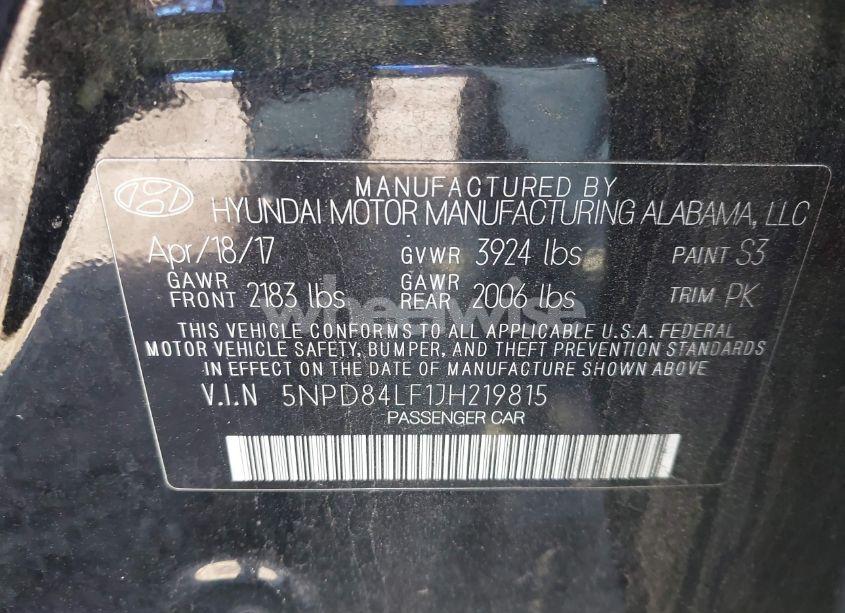 MANUFACTURED BY
HYUNDAI MOTOR MANUFACTURING ALABAMA, LLC
Apr/18/17 GVWR 3924 lbs PAINT S3
GAWR FRONT 2183 lbs GAWR REAR 2006 lbs TRIM PK
wheelwise
THIS VEHICLE CONFORMS TO ALL APPLICABLE U.S.A. FEDERAL
MOTOR VEHICLE SAFETY, BUMPER, AND THEFT PREVENTION STANDARDS
IN EFFECT ON THE DATE OF MANUFACTURE SHOWN ABOVE
V.I.N 5NPD84LF1JH219815
PASSENGER CAR